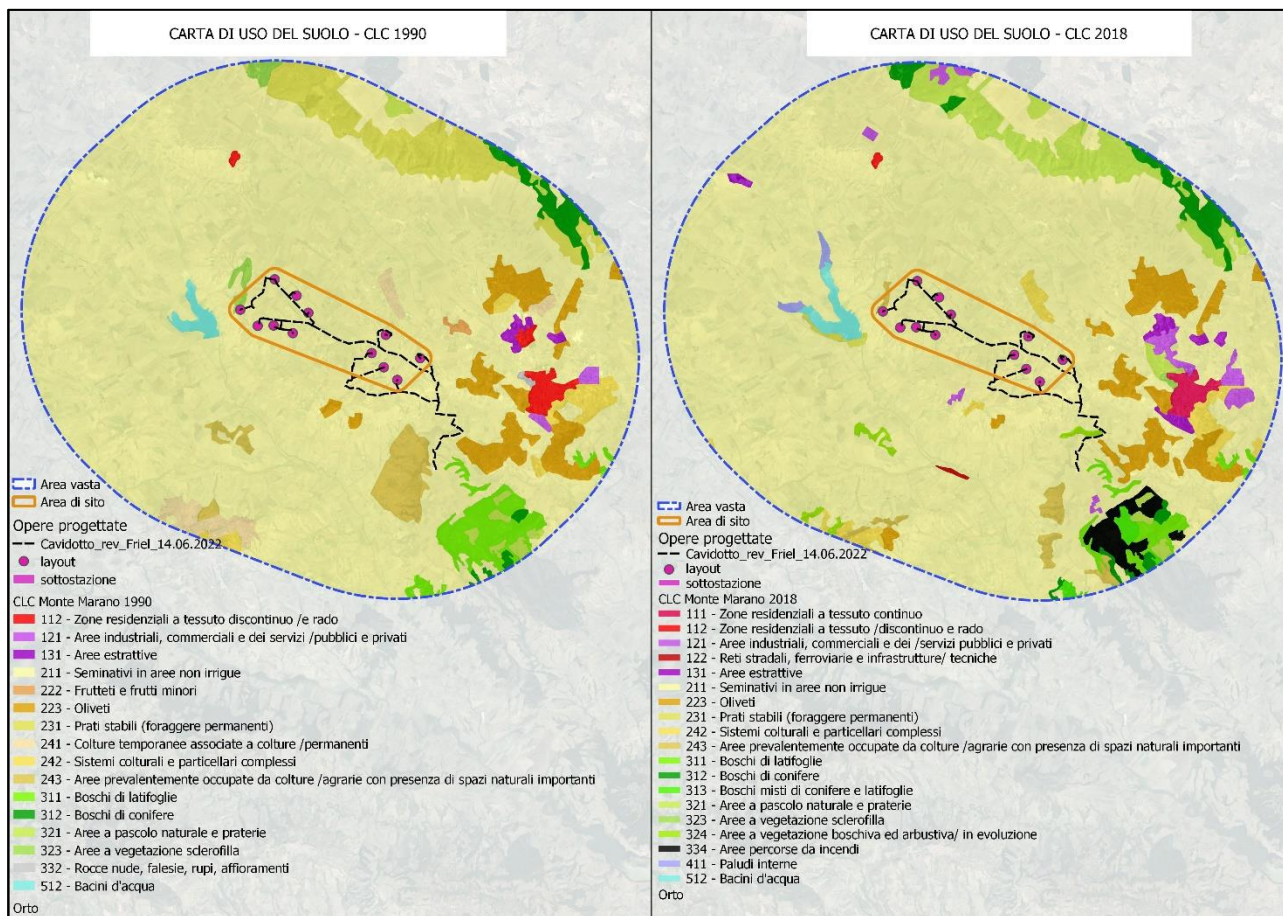 CARTA DI USO DEL SUOLO - CLC 1990
Area vasta
Area di sito
Opere progettate
Cavidotto_rev_Friel_14.06.2022
layout
sottostazione
CLC Monte Marano 1990
112 - Zone residenziali a tessuto discontinuo /e rado
121 - Aree industriali, commerciali e dei servizi /pubblici e privati
131 - Aree estrattive
211 - Seminativi in aree non irrigue
222 - Frutteti e frutti minori
223 - Oliveti
231 - Prati stabili (foraggere permanenti)
241 - Colture temporanee associate a colture /permanenti
242 - Sistemi colturali e particellari complessi
243 - Aree prevalentemente occupate da colture /agrarie con presenza di spazi naturali importanti
311 - Boschi di latifoglie
312 - Boschi di conifere
321 - Aree a pascolo naturale e praterie
323 - Aree a vegetazione sclerofilla
332 - Rocce nude, falesie, rupi, affioramenti
512 - Bacini d'acqua
Orto
CARTA DI USO DEL SUOLO - CLC 2018
Area vasta
Area di sito
Opere progettate
Cavidotto_rev_Friel_14.06.2022
layout
sottostazione
CLC Monte Marano 2018
111 - Zone residenziali a tessuto continuo
112 - Zone residenziali a tessuto /discontinuo e rado
121 - Aree industriali, commerciali e dei /servizi pubblici e privati
122 - Reti stradali, ferroviarie e infrastrutture/ tecniche
131 - Aree estrattive
211 - Seminativi in aree non irrigue
223 - Oliveti
231 - Prati stabili (foraggere permanenti)
242 - Sistemi colturali e particellari complessi
243 - Aree prevalentemente occupate da colture /agrarie con presenza di spazi naturali importanti
311 - Boschi di latifoglie
312 - Boschi di conifere
313 - Boschi misti di conifere e latifoglie
321 - Aree a pascolo naturale e praterie
323 - Aree a vegetazione sclerofilla
324 - Aree a vegetazione boschiva ed arbustiva/ in evoluzione
334 - Aree percorse da incendi
411 - Paludi interne
512 - Bacini d'acqua
Orto